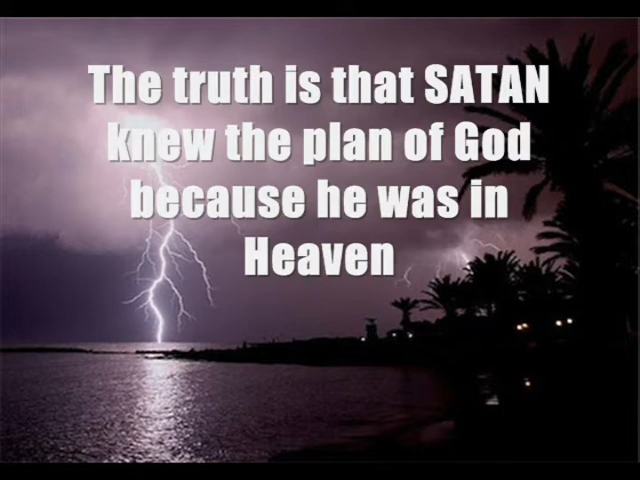 The truth is that SATAN
knew the plan of God
because he was in
Heaven